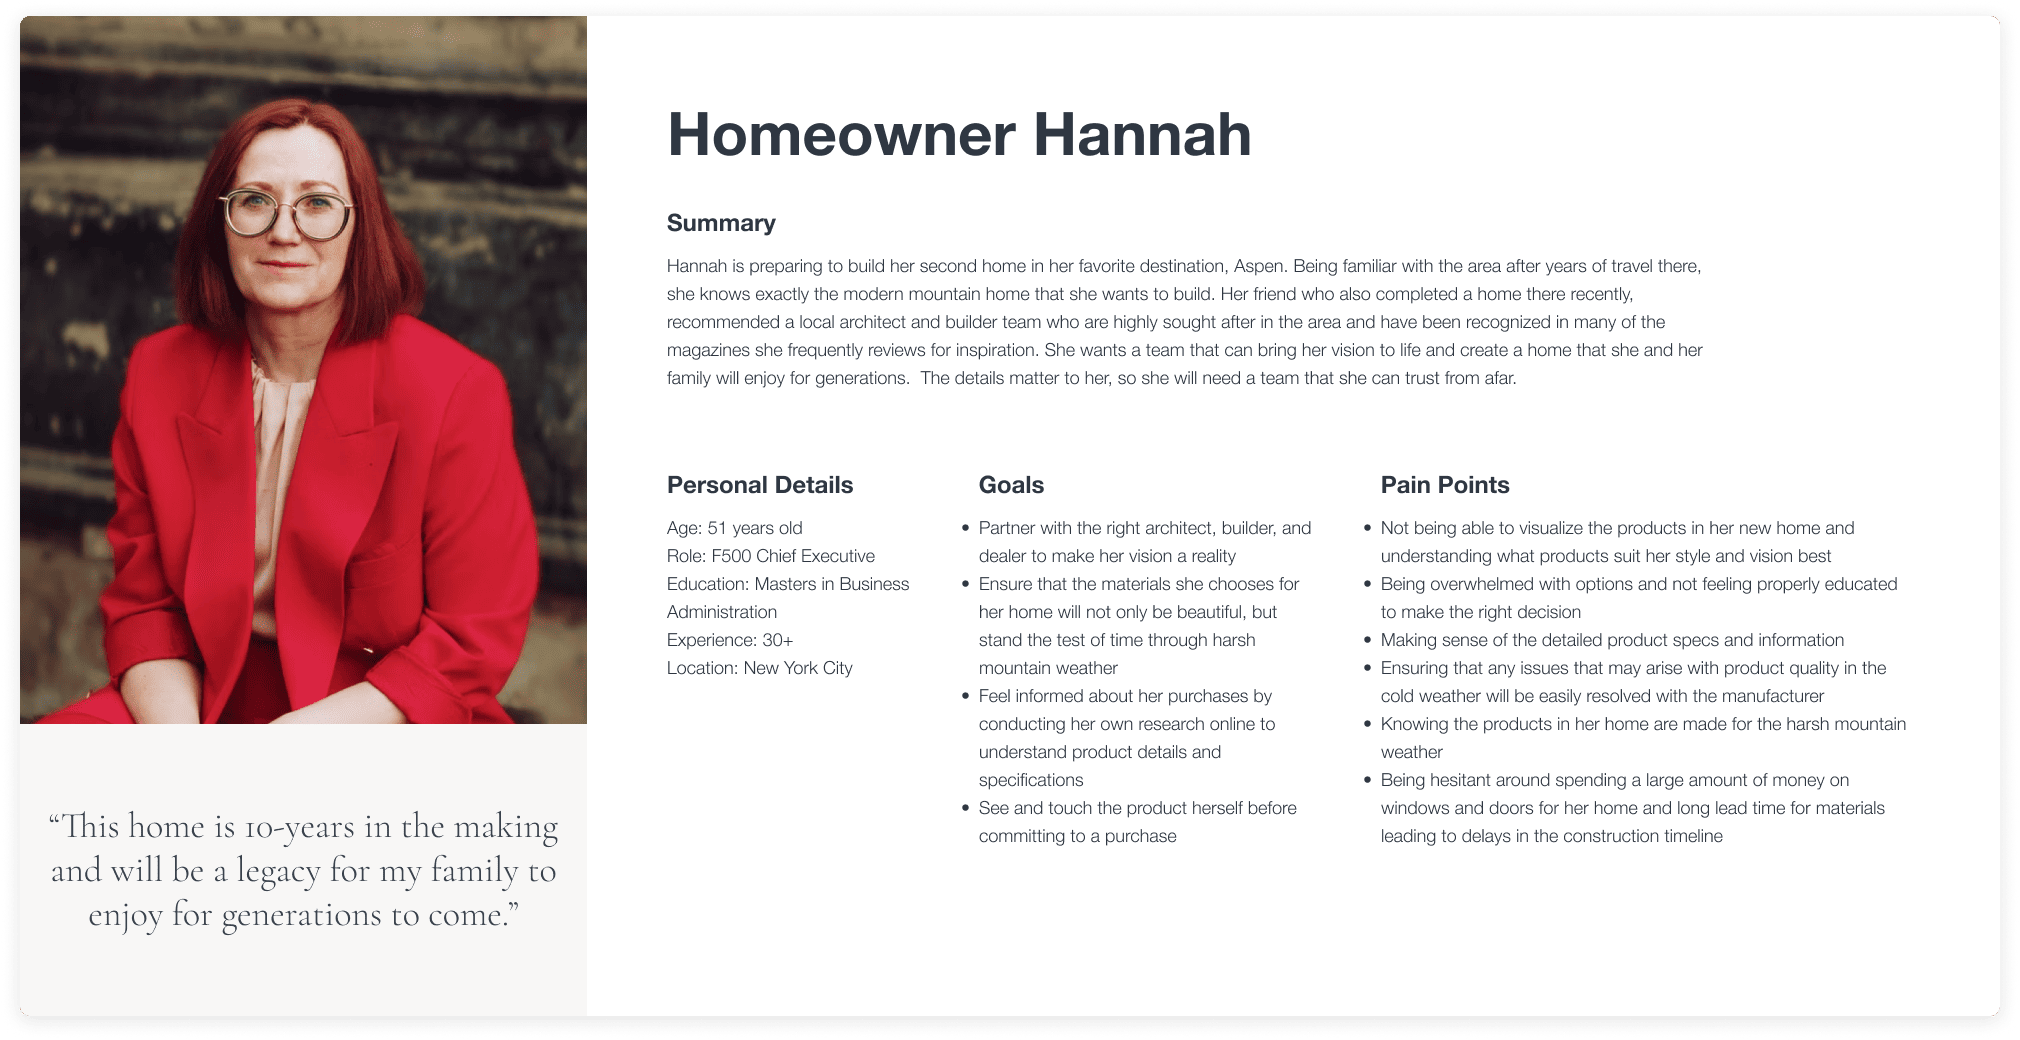 Homeowner Hannah
Summary
Hannah is preparing to build her second home in her favorite destination, Aspen. Being familiar with the area after years of travel there,
she knows exactly the modern mountain home that she wants to build. Her friend who also completed a home there recently,
recommended a local architect and builder team who are highly sought after in the area and have been recognized in many of the
magazines she frequently reviews for inspiration. She wants a team that can bring her vision to life and create a home that she and her
family will enjoy for generations.  The details matter to her, so she will need a team that she can trust from afar.
Personal Details
Age: 51 years old
Role: F500 Chief Executive
Education: Masters in Business
Administration
Experience: 30+
Location: New York City
Goals
• Partner with the right architect, builder, and
dealer to make her vision a reality
• Ensure that the materials she chooses for
her home will not only be beautiful, but
stand the test of time through harsh
mountain weather
• Feel informed about her purchases by
conducting her own research online to
understand product details and
specifications
• See and touch the product herself before
committing to a purchase
Pain Points
• Not being able to visualize the products in her new home and
understanding what products suit her style and vision best
• Being overwhelmed with options and not feeling properly educated
to make the right decision
• Making sense of the detailed product specs and information
• Ensuring that any issues that may arise with product quality in the
cold weather will be easily resolved with the manufacturer
• Knowing the products in her home are made for the harsh mountain
weather
• Being hesitant around spending a large amount of money on
windows and doors for her home and long lead time for materials
leading to delays in the construction timeline
“This home is 10-years in the making
and will be a legacy for my family to
enjoy for generations to come.”